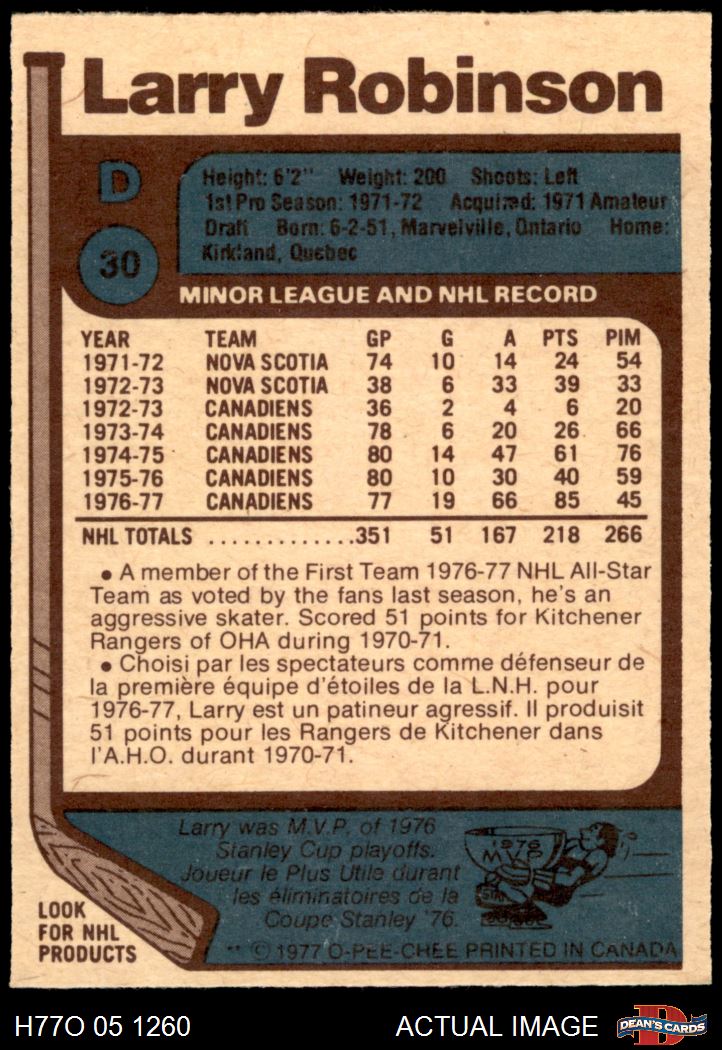 Larry Robinson
D
Height: 6'2" Weight: 200 Shoots: Left
1st Pro Season: 1971-72 Acquired: 1971 Amateur
Draft Born: 6-2-51, Marvelville, Ontario Home:
Kirkland, Quebec
30
MINOR LEAGUE AND NHL RECORD
YEAR TEAM GP G A PTS PIM
1971-72 NOVA SCOTIA 74 10 14 24 54
1972-73 NOVA SCOTIA 38 6 33 39 33
1972-73 CANADIENS 36 2 4 6 20
1973-74 CANADIENS 78 6 20 26 66
1974-75 CANADIENS 80 14 47 61 76
1975-76 CANADIENS 80 10 30 40 59
1976-77 CANADIENS 77 19 66 85 45
NHL TOTALS .............351 51 167 218 266
• A member of the First Team 1976-77 NHL All-Star
Team as voted by the fans last season, he's an
aggressive skater. Scored 51 points for Kitchener
Rangers of OHA during 1970-71.
• Choisi par les spectateurs comme défenseur de
la première équipe d'étoiles de la L.N.H. pour
1976-77, Larry est un patineur agressif. Il produisit
51 points pour les Rangers de Kitchener dans
l'A.H.O. durant 1970-71.
Larry was M.V.P. of 1976
Stanley Cup playoffs.
Joueur le Plus Utile durant
les éliminatoires de la
Coupe Stanley '76.
1976
MVP
LOOK
FOR NHL
PRODUCTS
** © 1977 O-PEE-CHEE PRINTED IN CANADA
H77O 05 1260 ACTUAL IMAGE
DEAN'S CARDS